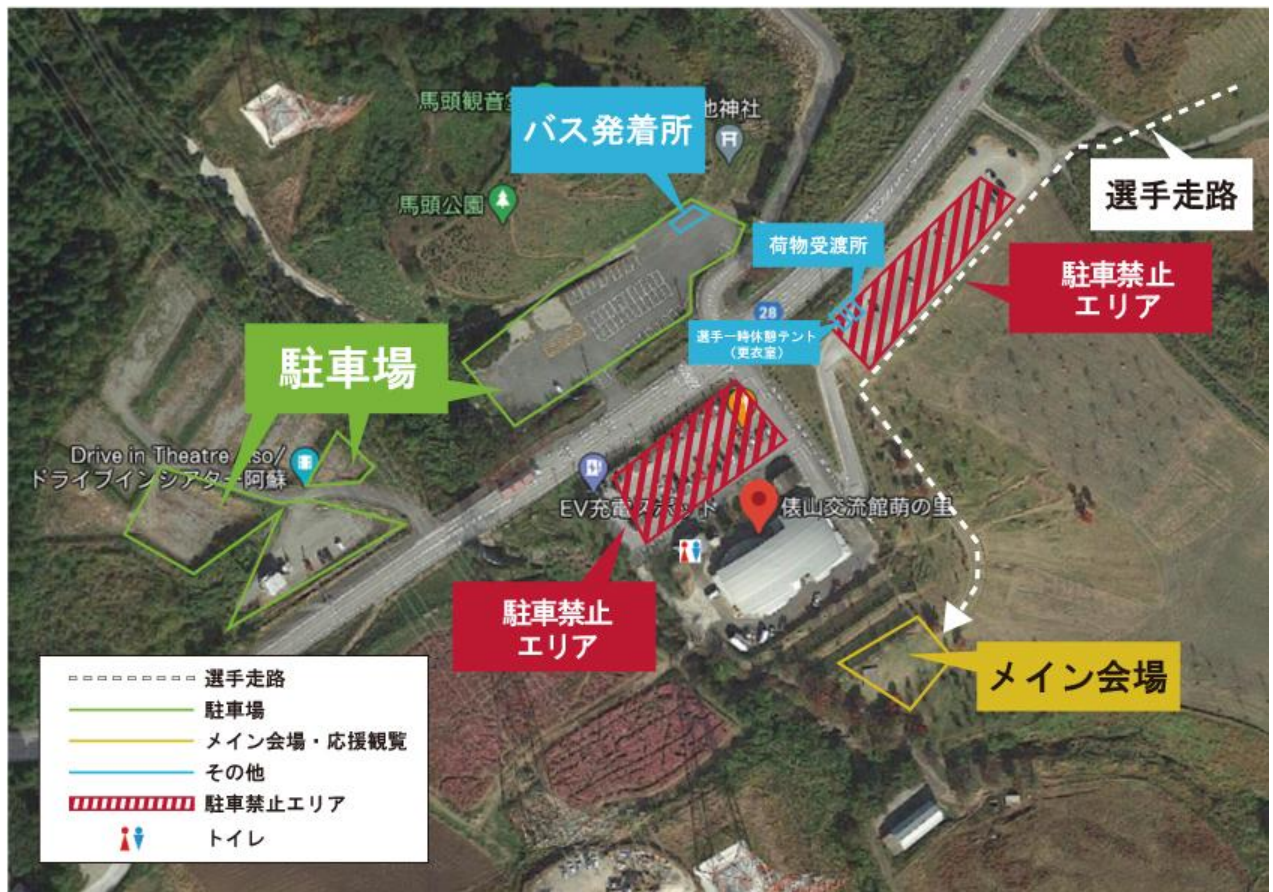 馬頭観音
バス発着所
池神社
馬頭公園
選手走路
荷物受渡所
駐車禁止
エリア
28
選手一時休憩テント
(更衣室)
駐車場
Drive in Theatre Aso/
ドライブインシアター阿蘇
EV充電スポット
俵山交流館萌の里
駐車禁止
エリア
メイン会場
選手走路
駐車場
メイン会場・応援観覧
その他
駐車禁止エリア
トイレ